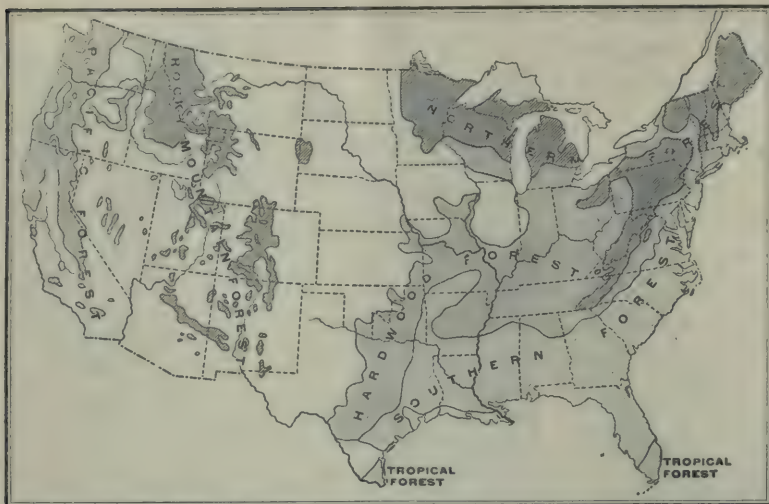 PACIFIC FOREST
ROCKY MOUNTAIN FOREST
NORTHERN FOREST
HARDWOOD FOREST
SOUTHERN FOREST
TROPICAL
FOREST
TROPICAL
FOREST